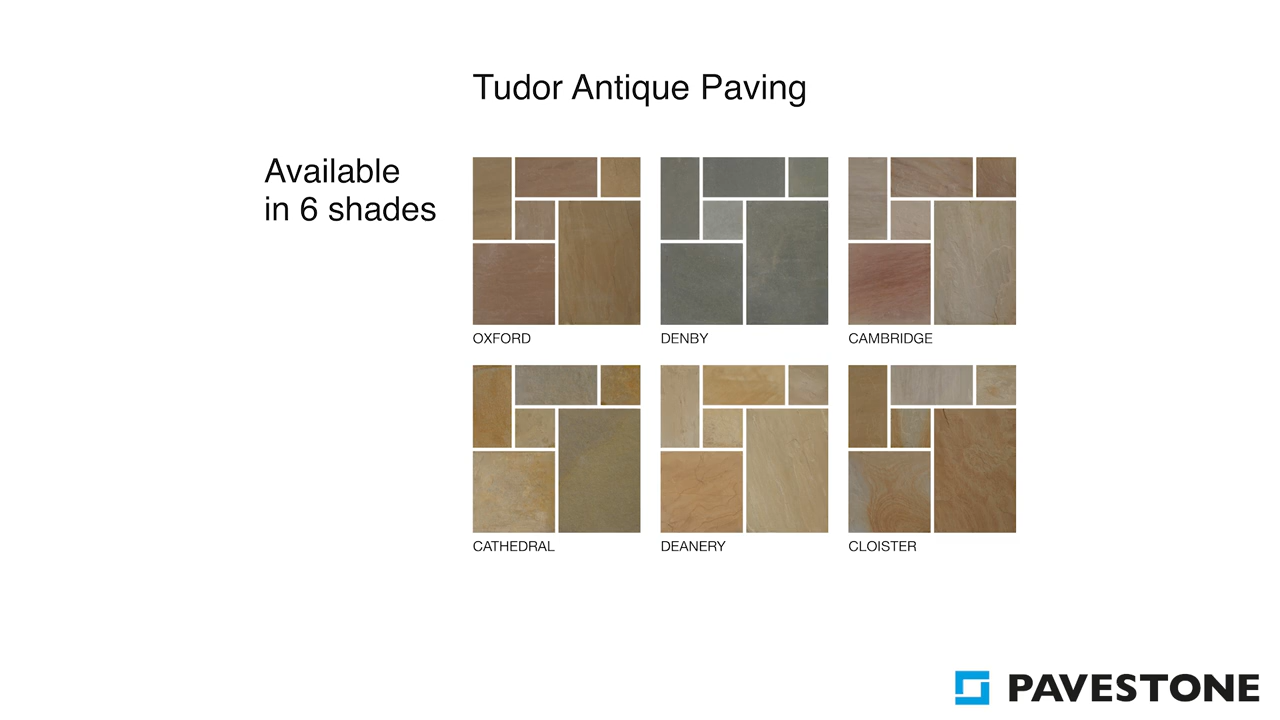 Tudor Antique Paving
Available
in 6 shades
OXFORD
DENBY
CAMBRIDGE
CATHEDRAL
DEANERY
CLOISTER
PAVESTONE